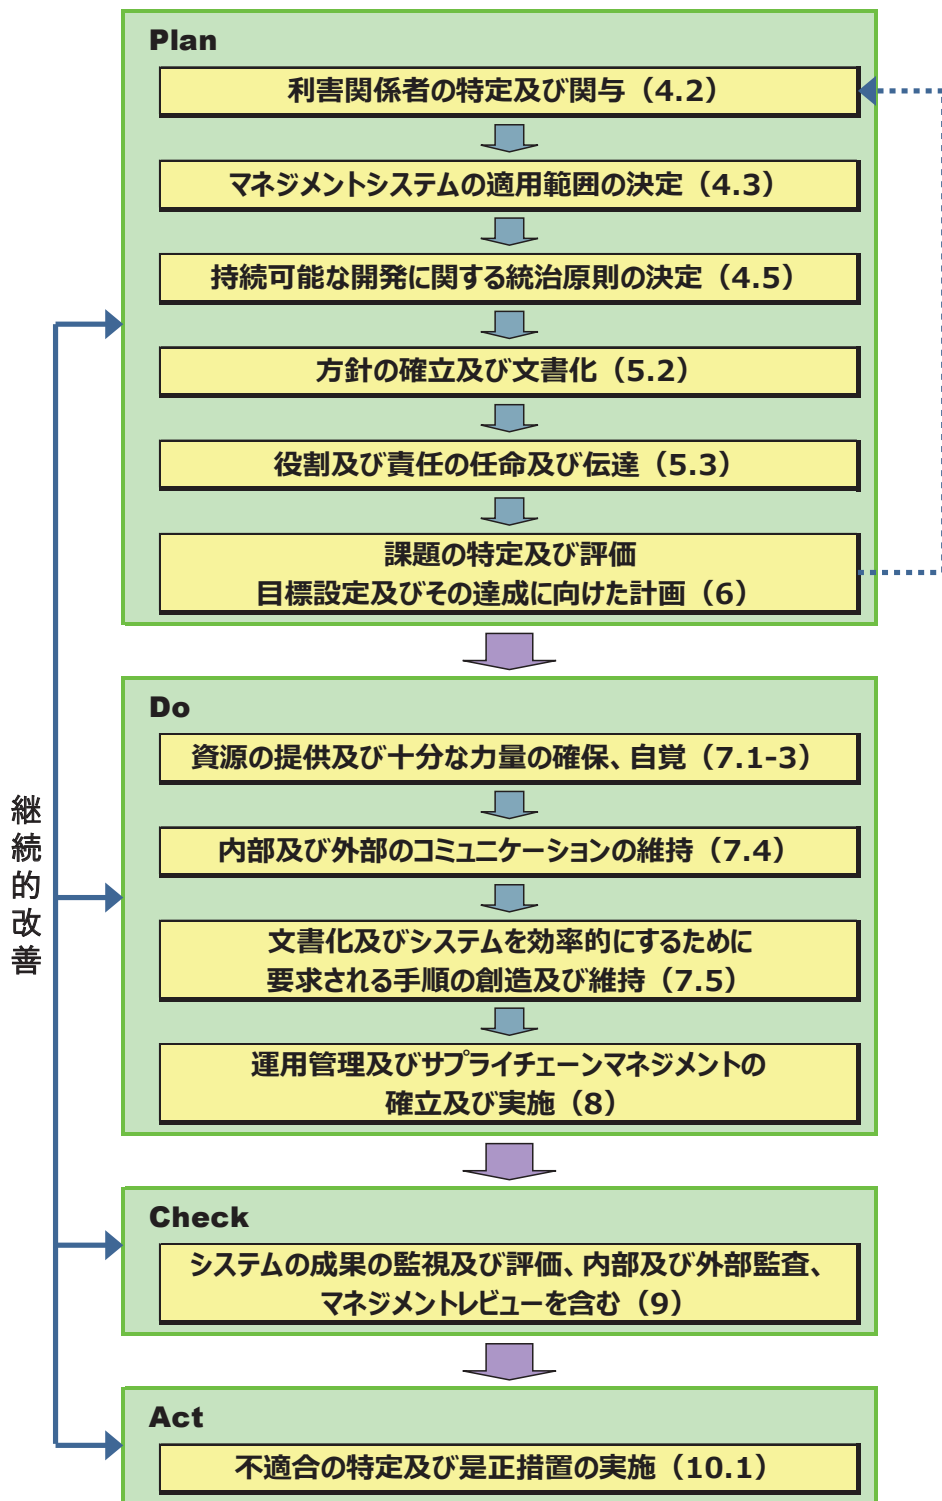 Plan
利害関係者の特定及び関与（4.2）
マネジメントシステムの適用範囲の決定（4.3）
持続可能な開発に関する統治原則の決定（4.5）
方針の確立及び文書化（5.2）
役割及び責任の任命及び伝達（5.3）
課題の特定及び評価
目標設定及びその達成に向けた計画（6）
Do
資源の提供及び十分な力量の確保、自覚（7.1-3）
内部及び外部のコミュニケーションの維持（7.4）
文書化及びシステムを効率的にするために
要求される手順の創造及び維持（7.5）
運用管理及びサプライチェーンマネジメントの
確立及び実施（8）
継続的改善
Check
システムの成果の監視及び評価、内部及び外部監査、
マネジメントレビューを含む（9）
Act
不適合の特定及び是正措置の実施（10.1）